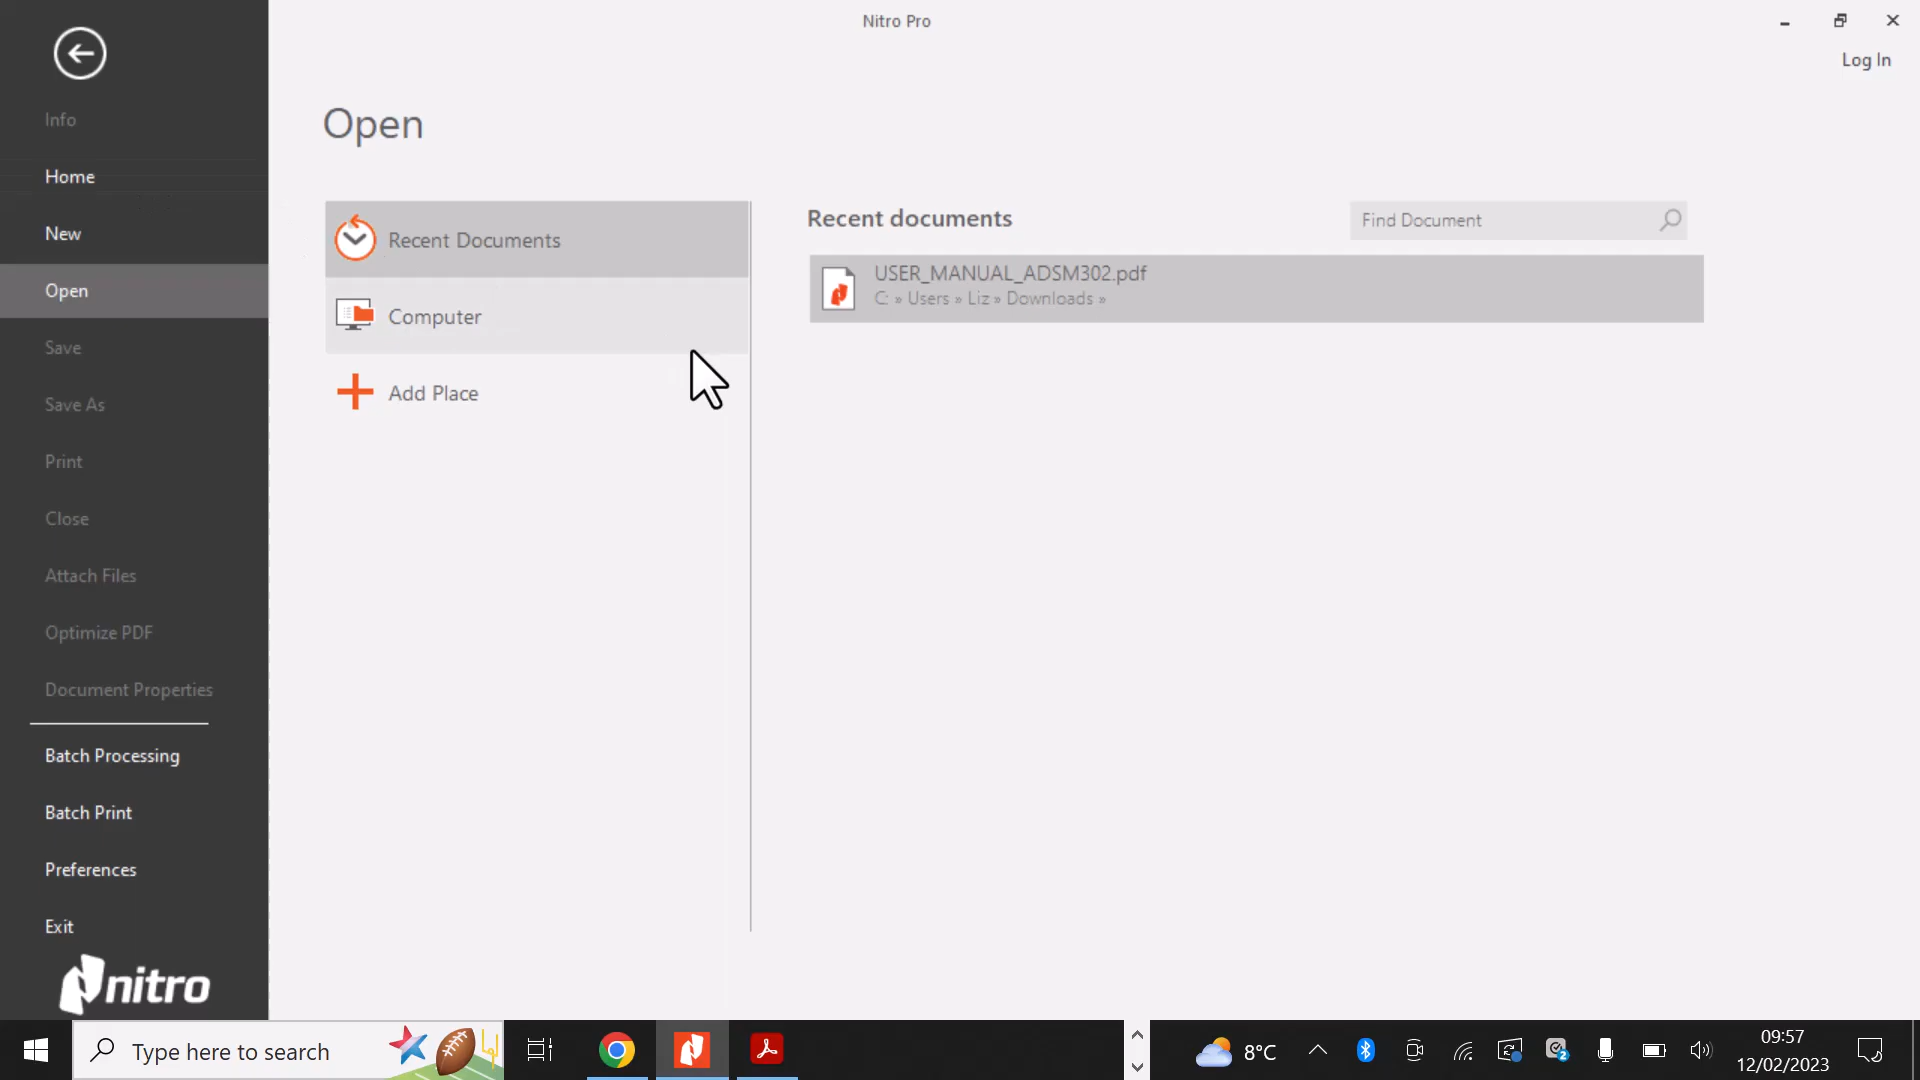 Nitro Pro
Log In
Info
Home
New
Open
Save
Save As
Print
Close
Attach Files
Optimize PDF
Document Properties
Batch Processing
Batch Print
Preferences
Exit
nitro
Open
Recent Documents
Computer
Add Place
Recent documents
Find Document
USER_MANUAL_ADSM302.pdf
C: » Users » Liz » Downloads »
Type here to search
8°C
2
09:57
12/02/2023